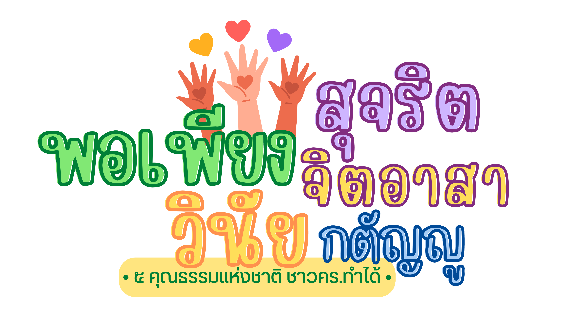 พอเพียง
สุจริต
จิตอาสา
วินัย
กตัญญู
• ๕ คุณธรรมแห่งชาติ ชาวคร.ทำได้ •